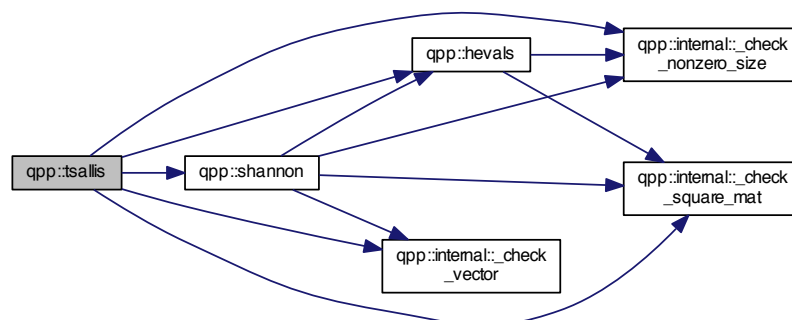 qpp::tsallis
qpp::shannon
qpp::hevals
qpp::internal::_check
_nonzero_size
qpp::internal::_check
_square_mat
qpp::internal::_check
_vector